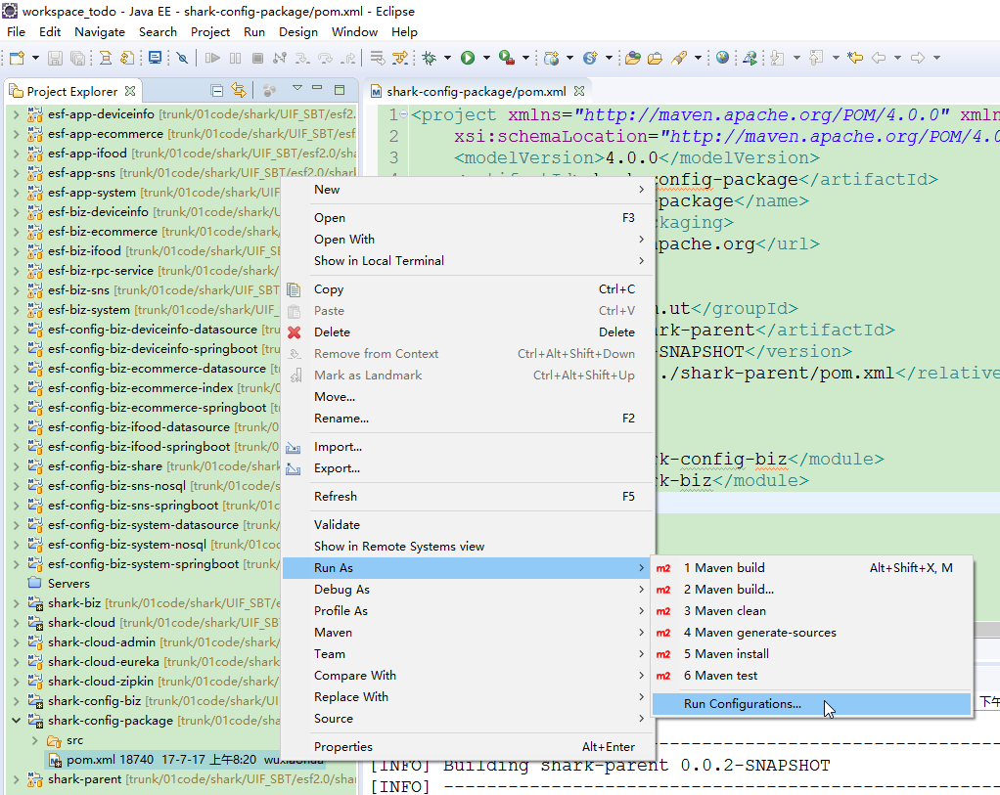 workspace_todo - Java EE - shark-config-package/pom.xml - Eclipse
File Edit Navigate Search Project Run Design Window Help
Project Explorer
esf-app-deviceinfo [trunk/01code/shark/UIF_SBT/esf2.
esf-app-ecommerce [trunk/01code/shark/UIF_SBT/esf
esf-app-ifood [trunk/01code/shark/UIF_SBT/esf2.0/sha
esf-app-sns [trunk/01code/shark/UIF_SBT/esf2.0/shark
esf-app-system [trunk/01code/shark
esf-biz-deviceinfo [trunk/01code/shark/U
esf-biz-ecommerce [trunk/01code/shark
esf-biz-ifood [trunk/01code/shark/UIF_S
esf-biz-rpc-service [trunk/01code/shark/
esf-biz-sns [trunk/01code/shark/UIF_SBT
esf-biz-system [trunk/01code/shark/UIF_
esf-config-biz-deviceinfo-datasource [tru
esf-config-biz-deviceinfo-springboot [tru
esf-config-biz-ecommerce-datasource [t
esf-config-biz-ecommerce-index [trunk/
esf-config-biz-ecommerce-springboot [t
esf-config-biz-ifood-datasource [trunk/0
esf-config-biz-ifood-springboot [trunk/0
esf-config-biz-share [trunk/01code/shark
esf-config-biz-sns-nosql [trunk/01code/s
esf-config-biz-sns-springboot [trunk/01c
esf-config-biz-system-datasource [trunk/
esf-config-biz-system-nosql [trunk/01coc
esf-config-biz-system-springboot [trunk/
Servers
shark-biz [trunk/01code/shark/UIF_SBT/e
shark-cloud [trunk/01code/shark/UIF_SBT
shark-cloud-admin [trunk/01code/shark/
shark-cloud-eureka [trunk/01code/shark/
shark-cloud-zipkin [trunk/01code/shark/
shark-config-biz [trunk/01code/shark/UI
shark-config-package [trunk/01code/sha
src
pom.xml 18740 17-7-17 上午8:20 wuxiaohua
shark-parent [trunk/01code/shark/UIF_SBT/esf2.0/shar
shark-config-package/pom.xml
1 <project xmlns="http://maven.apache.org/POM/4.0.0" xmln
2 xsi:schemaLocation="http://maven.apache.org/POM/4.0
3 <modelVersion>4.0.0</modelVersion>
config-package</artifactId>
-package</name>
kaging>
apache.org</url>
.ut</groupId>
rk-parent</artifactId>
-SNAPSHOT</version>
./shark-parent/pom.xml</relative
rk-config-biz</module>
k-biz</module>
New
Open F3
Open With
Show in Local Terminal
Copy Ctrl+C
Paste Ctrl+V
Delete Delete
Remove from Context Ctrl+Alt+Shift+Down
Mark as Landmark Ctrl+Alt+Shift+Up
Move...
Rename... F2
Import...
Export...
Refresh F5
Validate
Show in Remote Systems view
Run As
Debug As
Profile As
Maven
Team
Compare With
Replace With
Source
Properties Alt+Enter
m2 1 Maven build Alt+Shift+X, M
m2 2 Maven build...
m2 3 Maven clean
m2 4 Maven generate-sources
m2 5 Maven install
m2 6 Maven test
Run Configurations...
下午
[INFO] Building shark-parent 0.0.2-SNAPSHOT
[INFO] ------------------------------------------------